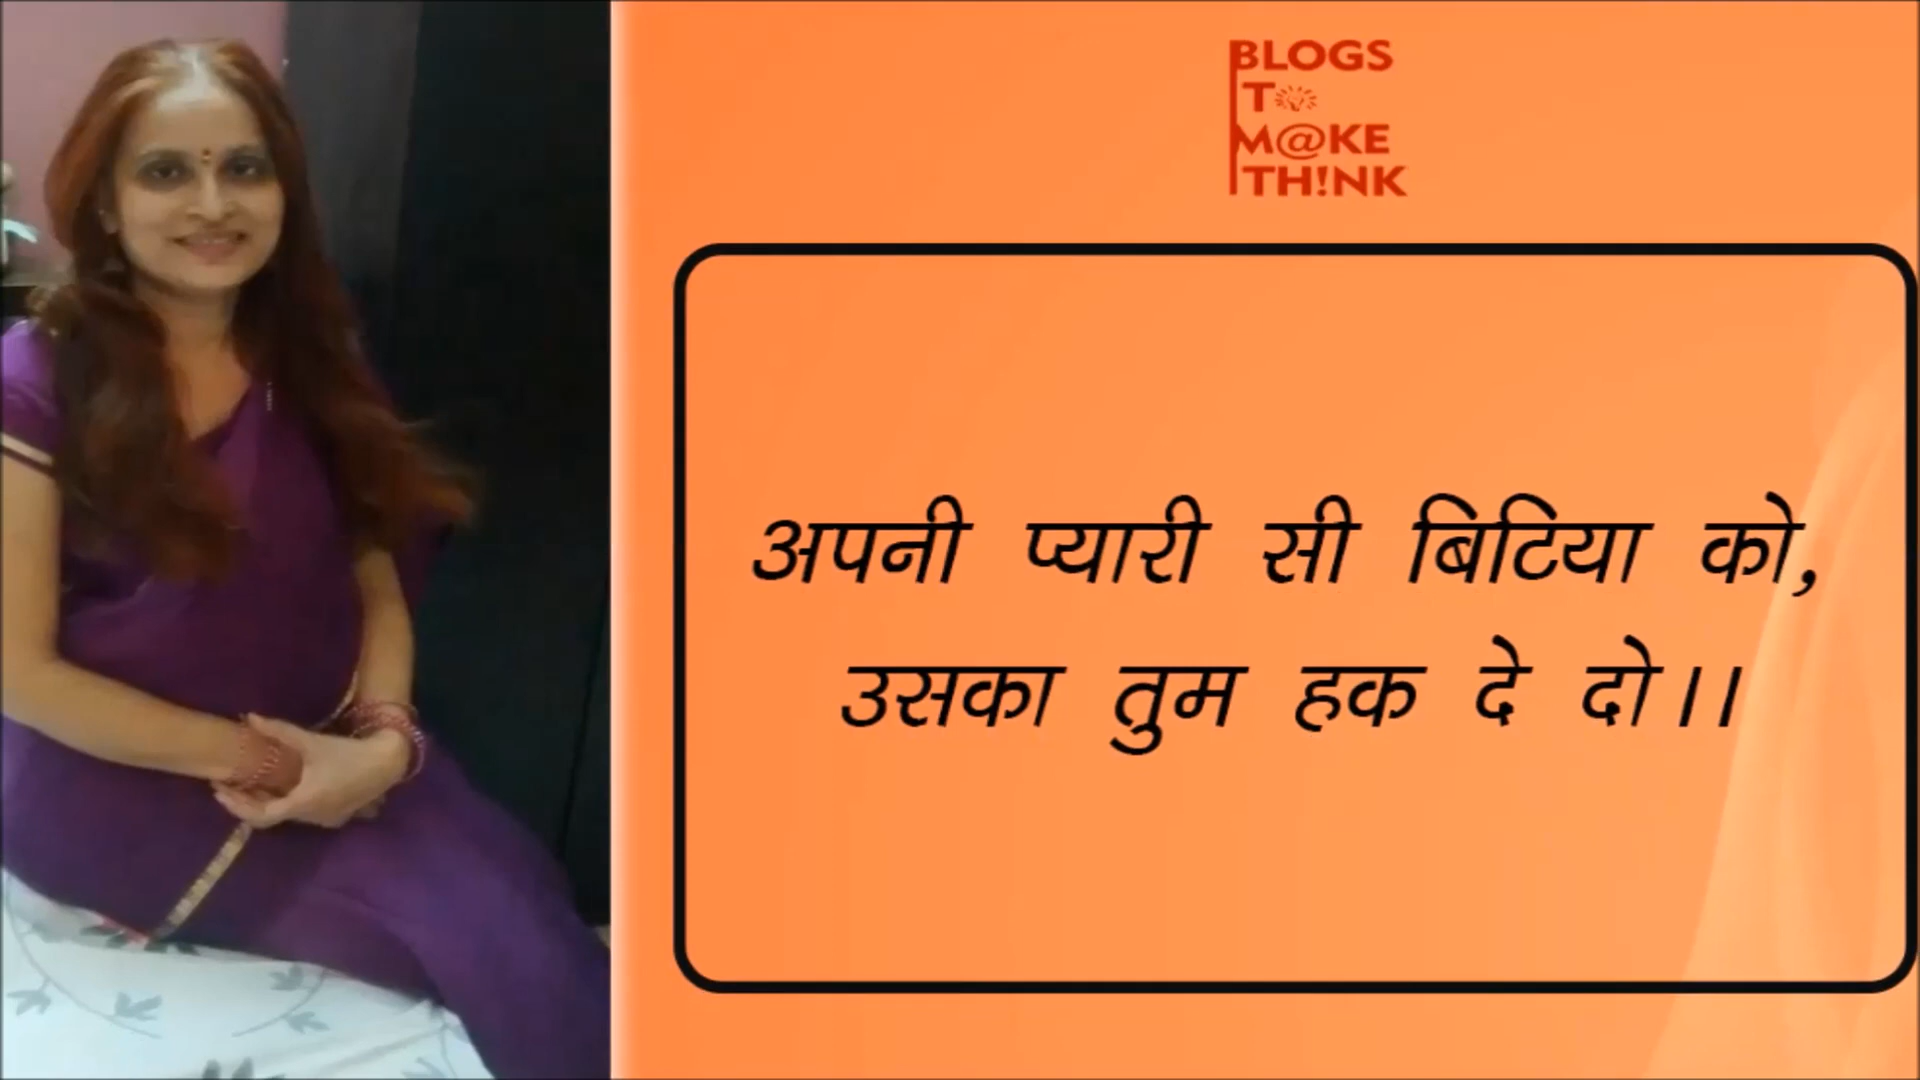 BLOGS
TO
M@KE
TH!NK
अपनी प्यारी सी बिटिया को,
उसका तुम हक दे दो।।